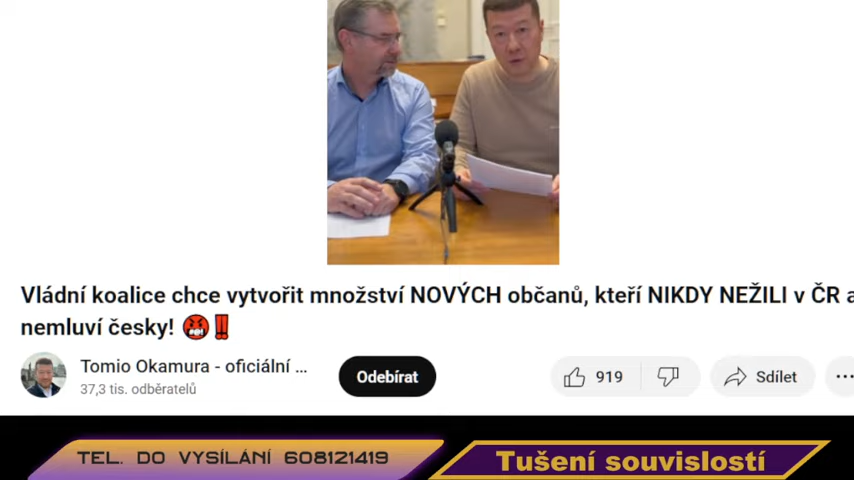 Vládní koalice chce vytvořit množství NOVÝCH občanů, kteří NIKDY NEŽILI v ČR a
nemluví česky!
Tomio Okamura - oficiální ...
37,3 tis. odběratelů
Odebírat
919
Sdílet
TEL. DO VYSÍLÁNÍ 608121419
Tušení souvislostí